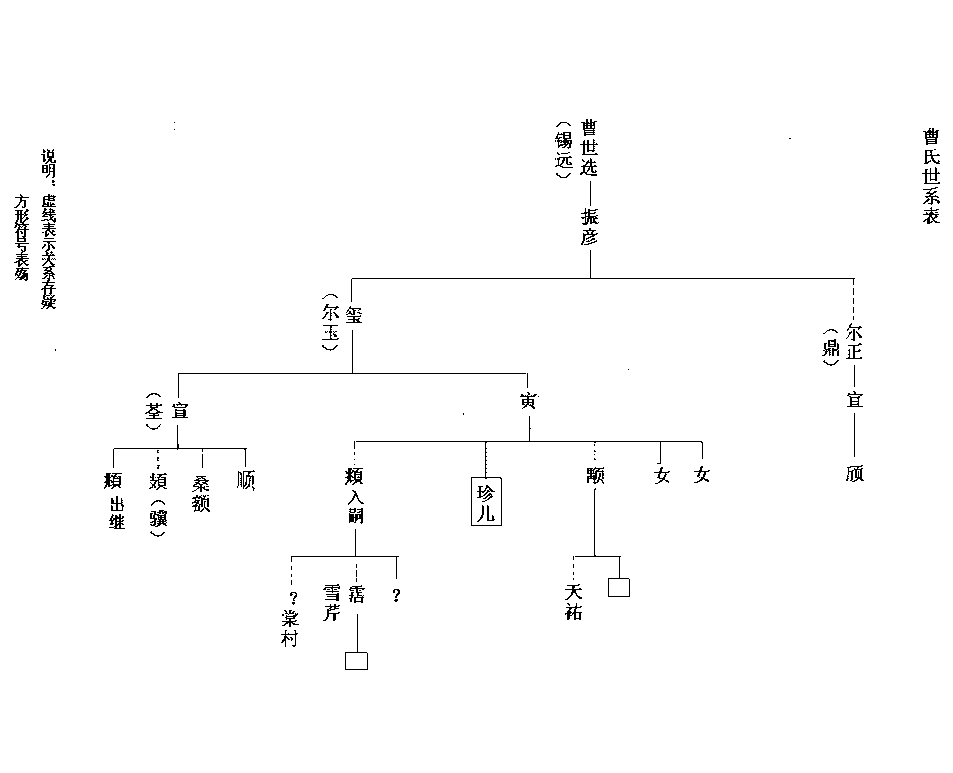 曹氏世系表
曹世选
（锡远）
振彦
尔正
（鼎）
宜
颀
玺
（尔玉）
寅
女
女
颙
天祐
珍儿
頫入嗣
？
霑
雪芹
？棠村
宣
（荃）
顺
桑额
（骥）
頫出继
说明：虚线表示关系存疑
方形符号表殇